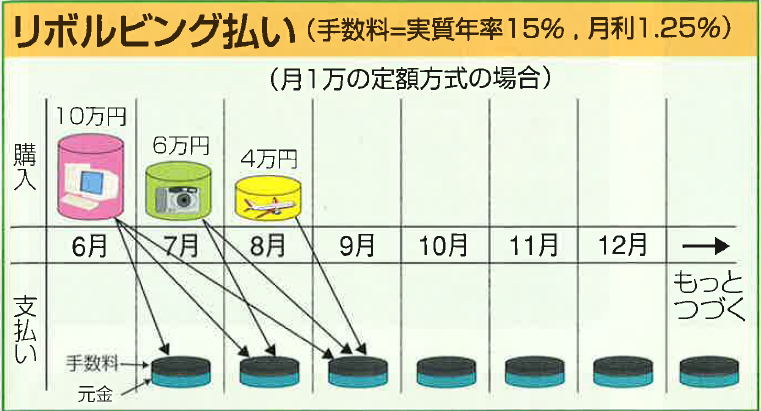 リボルビング払い(手数料=実質年率15%,月利1.25%)
(月1万の定額方式の場合)
購入
10万円
6万円
4万円
6月 7月 8月 9月 10月 11月 12月 →
支払い
もっと
つづく
手数料
元金